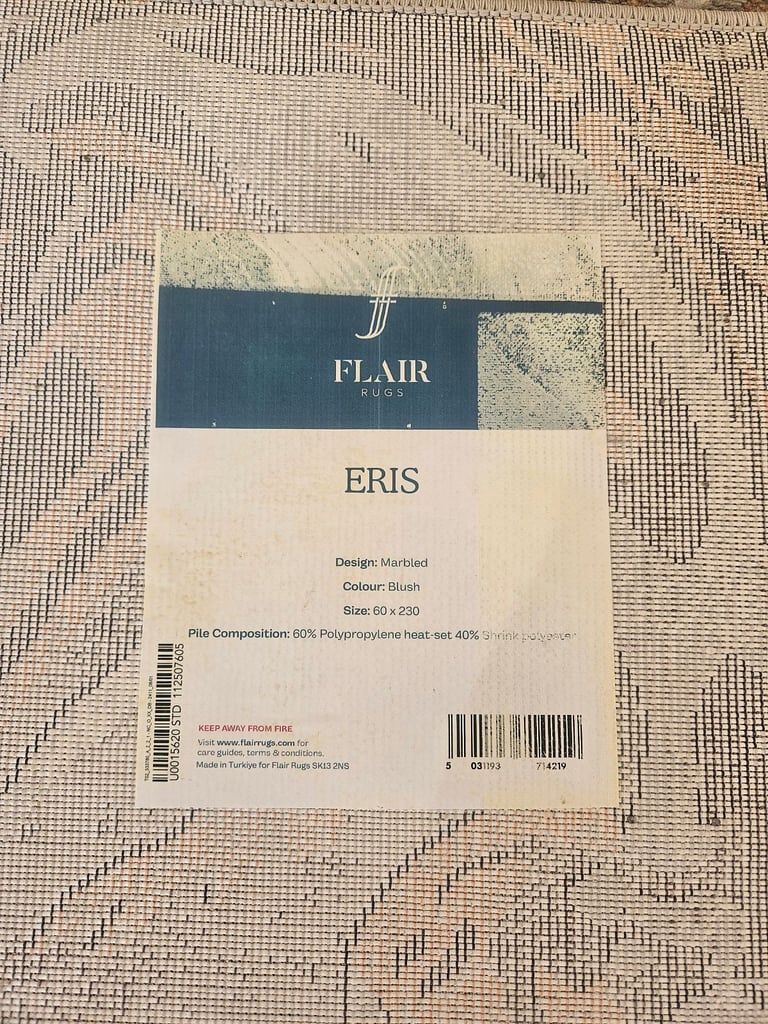 FLAIR
RUGS
ERIS
Design: Marbled
Colour: Blush
Size: 60 x 230
Pile Composition: 60% Polypropylene heat-set 40% Shrink polyester
U0015620 STD 112507605
KEEP AWAY FROM FIRE
Visit www.flairrugs.com for
care guides, terms & conditions.
Made in Turkiye for Flair Rugs SK13 2NS
5 031193 714219